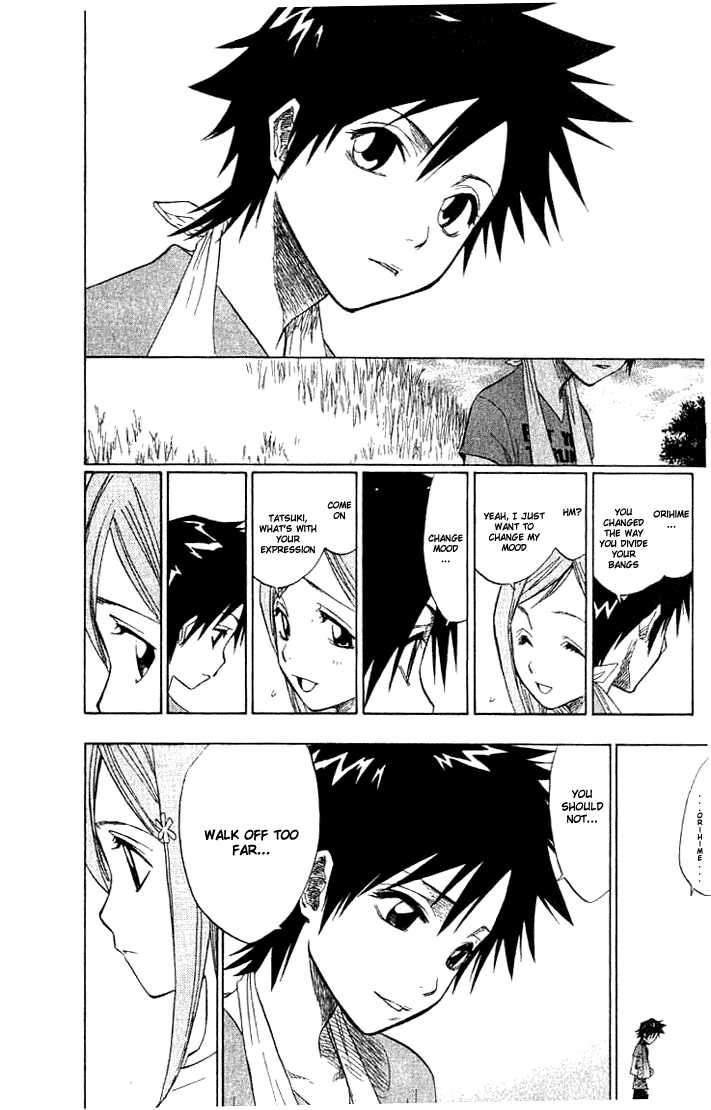 ORIHIME
...
YOU
CHANGED
THE WAY
YOU DIVIDE
YOUR
BANGS
HM?
YEAH, I JUST
WANT TO
CHANGE MY
MOOD
CHANGE
MOOD
...
COME
ON
TATSUKI,
WHAT'S WITH
YOUR
EXPRESSION
...ORIHIME...
YOU
SHOULD
NOT...
WALK OFF TOO
FAR...